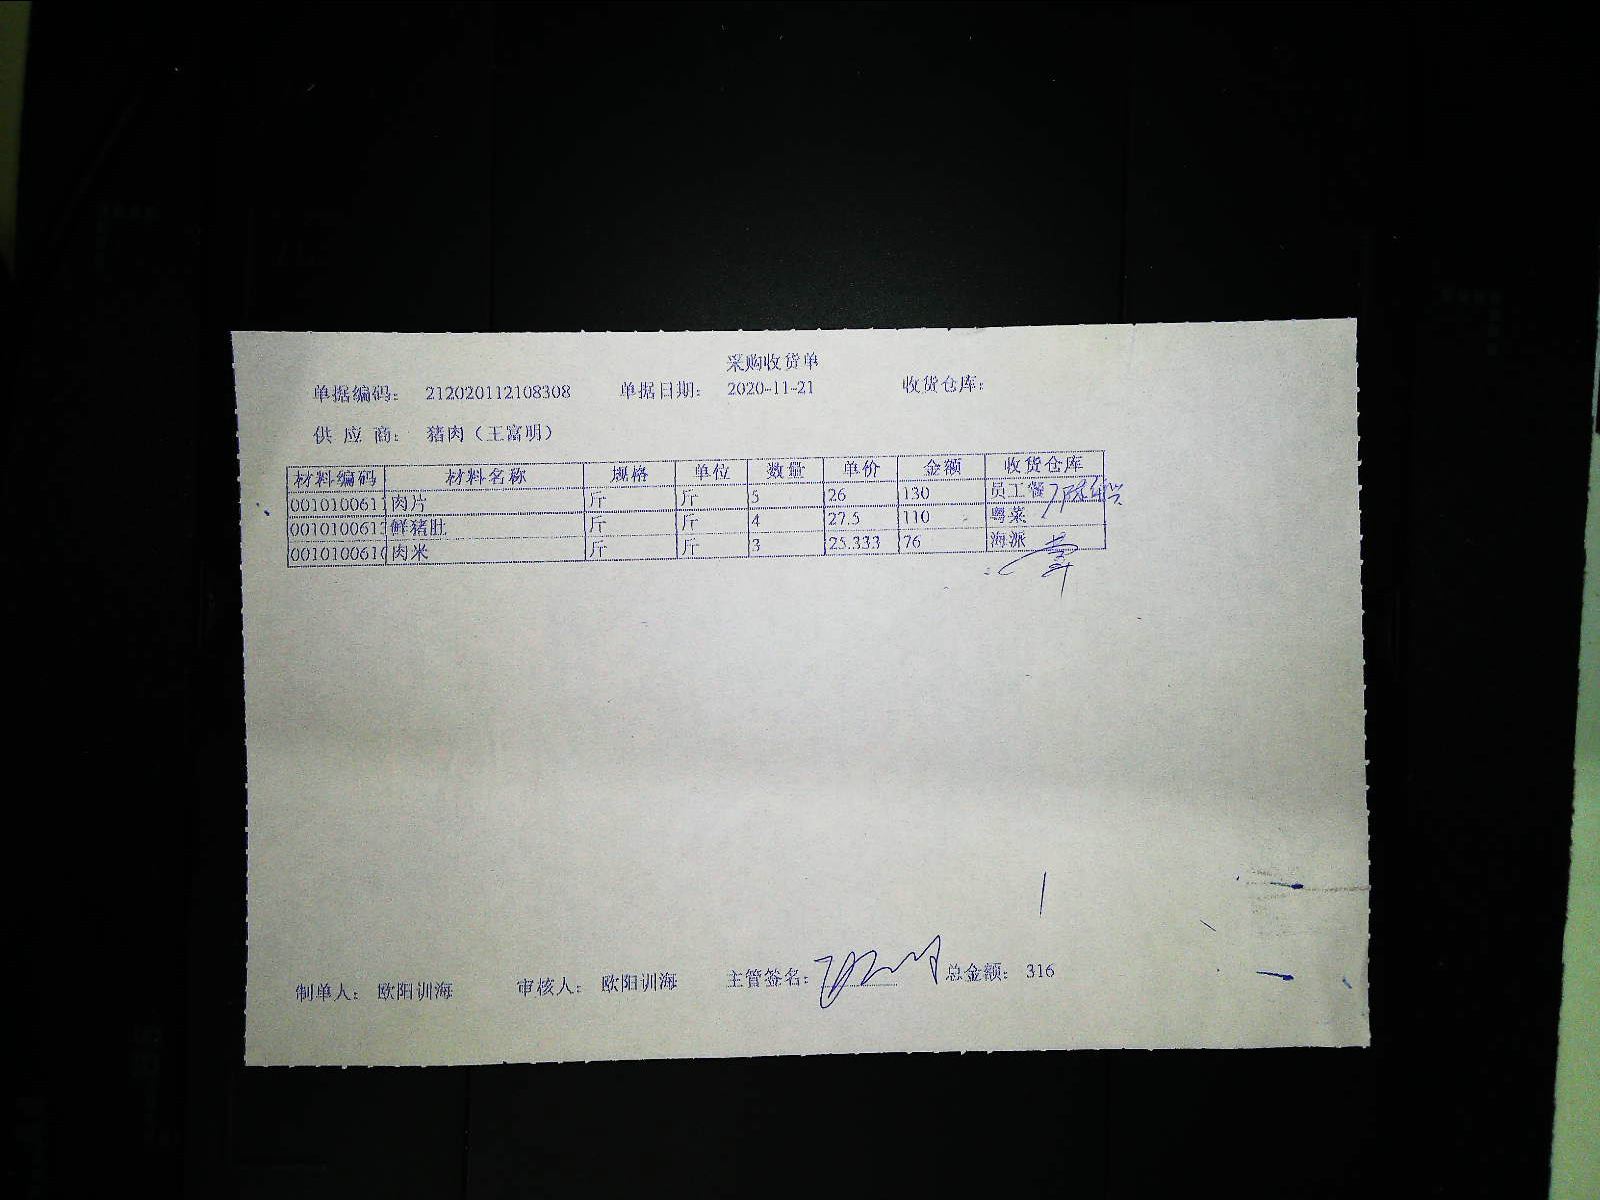 采购收货单
单据编码： 212020112108308 单据日期： 2020-11-21 收货仓库：
供 应 商： 猪肉（王富明）
材料编码 材料名称 规格 单位 数量 单价 金额 收货仓库
001010061 肉片 斤 斤 5 26 130 员工餐
001010061 鲜猪肚 斤 斤 4 27.5 110 粤菜
001010061 肉米 斤 斤 3 25.333 76 海派
制单人： 欧阳训海 审核人： 欧阳训海 主管签名： 总金额： 316